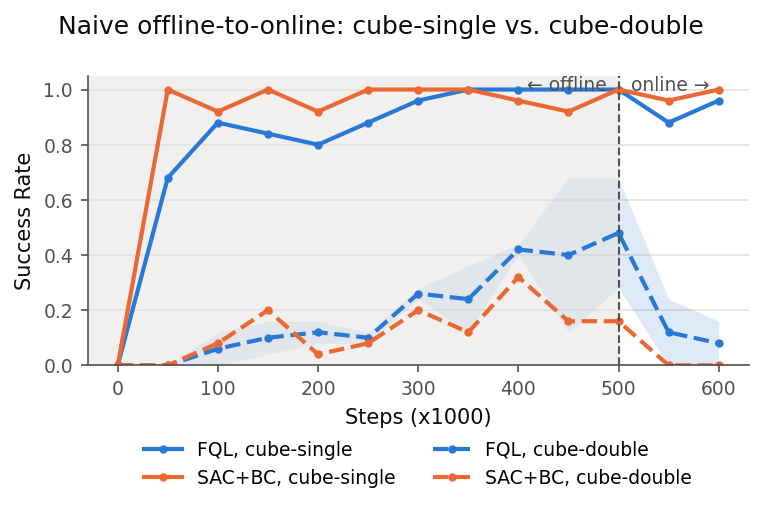 Naive offline-to-online: cube-single vs. cube-double
← offline
online →
1.0
0.8
0.6
0.4
0.2
0.0
Success Rate
0 100 200 300 400 500 600
Steps (x1000)
FQL, cube-single FQL, cube-double
SAC+BC, cube-single SAC+BC, cube-double